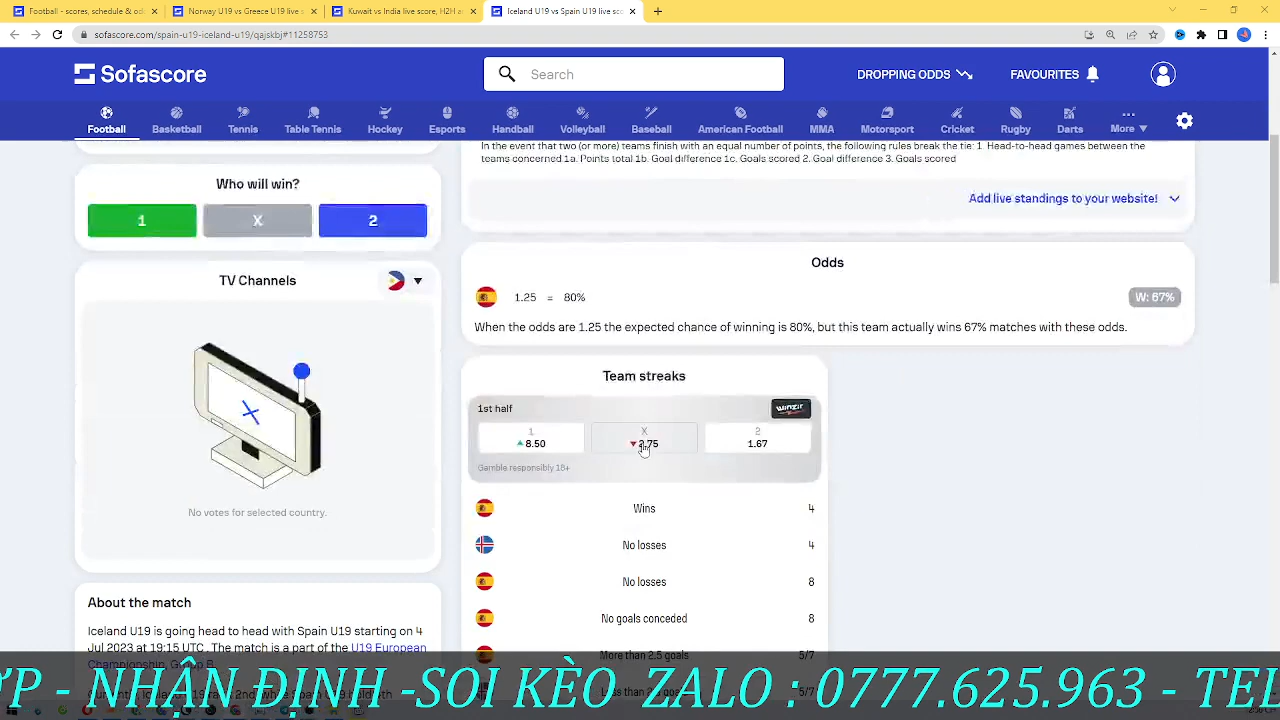 Football - scores, schedule & od
Norway U19 vs Greece U19 live s
Kuwait vs India live score, H2H a
Iceland U19 vs Spain U19 live sc
sofascore.com/spain-u19-iceland-u19/qajskbj#11258753
Sofascore
Search
DROPPING ODDS
FAVOURITES
Football
Basketball
Tennis
Table Tennis
Hockey
Esports
Handball
Volleyball
Baseball
American Football
MMA
Motorsport
Cricket
Rugby
Darts
More
In the event that two (or more) teams finish with an equal number of points, the following rules break the tie: 1. Head-to-head games between the
teams concerned 1a. Points total 1b. Goal difference 1c. Goals scored 2. Goal difference 3. Goals scored
Add live standings to your website!
Who will win?
1
X
2
TV Channels
No votes for selected country.
Odds
1.25 = 80%
W: 67%
When the odds are 1.25 the expected chance of winning is 80%, but this team actually wins 67% matches with these odds.
Team streaks
1st half
winzir
1
8.50
X
2
1.67
Gamble responsibly 18+
Wins 4
No losses 4
No losses 8
No goals conceded 8
More than 2.5 goals 5/7
5/7
About the match
Iceland U19 is going head to head with Spain U19 starting on 4
Jul 2023 at 19:15 UTC . The match is a part of the U19 European
ỢP - NHẬN ĐỊNH -SOI KÈO ZALO : 0777.625.963 - TEL